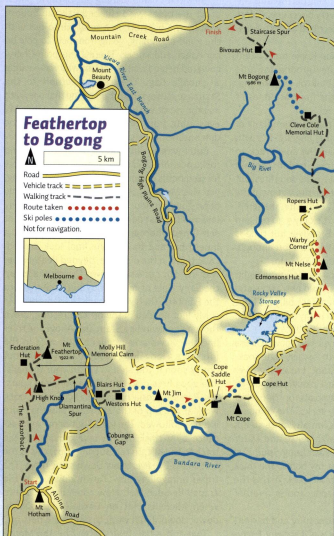 Mountain Creek Road
Finish
Staircase Spur
Bivouac Hut
Mt Bogong
1986 m
Mount
Beauty
Kiewa River East Branch
Cleve Cole
Memorial Hut
Feathertop
to Bogong
N
5 km
Road
Vehicle track
Walking track
Route taken
Ski poles
Not for navigation.
Melbourne
Bogong High Plains Road
Big River
Ropers Hut
Warby
Corner
Mt Nelse
Edmonsons Hut
Rocky Valley
Storage
Federation
Hut
Mt
Feathertop
1922 m
Molly Hill
Memorial Cairn
Cope
Saddle
Hut
Cope Hut
Blairs Hut
Mt Jim
High Knob
Westons Hut
Diamantina
Spur
Mt Cope
The Razorback
Cobungra
Gap
Bundara River
Start
Mt
Hotham
Alpine Road